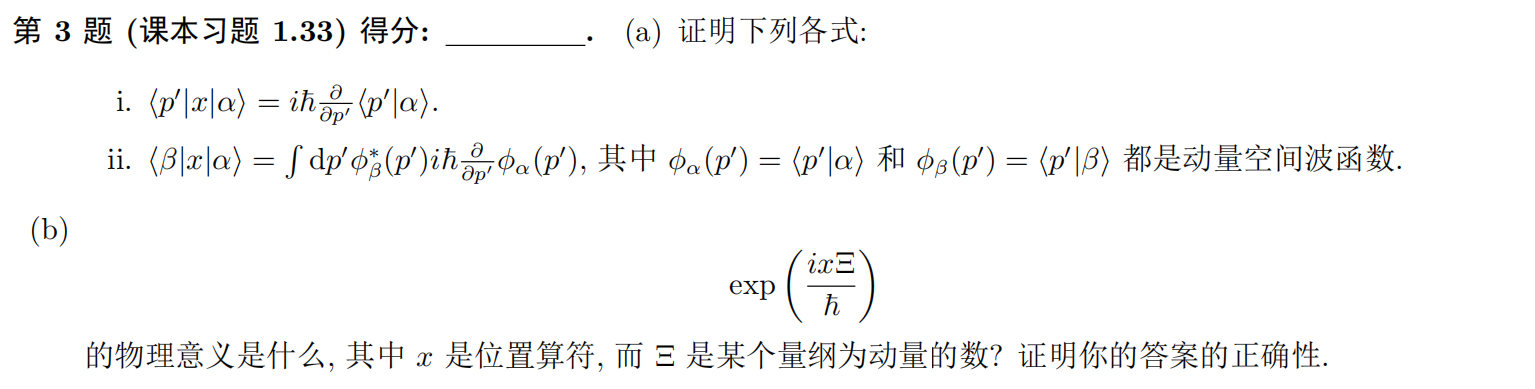 第 3 题 (课本习题 1.33) 得分: ________. (a) 证明下列各式:
i. ⟨p′|x|α⟩ = iħ ∂/∂p′ ⟨p′|α⟩.
ii. ⟨β|x|α⟩ = ∫ dp′ϕ*_β(p′)iħ ∂/∂p′ ϕ_α(p′), 其中 ϕ_α(p′) = ⟨p′|α⟩ 和 ϕ_β(p′) = ⟨p′|β⟩ 都是动量空间波函数.
(b)
exp(ixΞ/ħ)
的物理意义是什么, 其中 x 是位置算符, 而 Ξ 是某个量纲为动量的数? 证明你的答案的正确性.